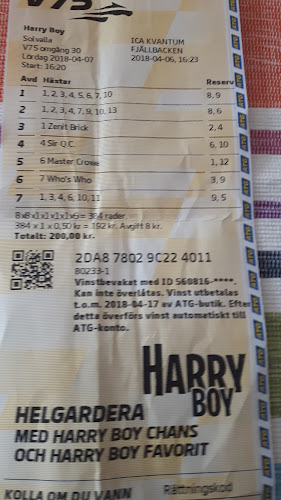 V75
Harry Boy
Solvalla ICA KVANTUM
V75 omgång 30 FJÄLLBACKEN
Lördag 2018-04-07 2018-04-06, 16:23
Start: 16:20
Avd Hästar Reserv
1 1, 2, 3, 4, 5, 6, 7, 10 8, 9
2 1, 2, 3, 4, 7, 9, 10, 13 8, 6
3 1 Zenit Brick 2, 4
4 4 Sir Q.C. 6, 10
5 6 Master Crowe 1, 12
6 7 Who's Who 3, 9
7 1, 3, 4, 6, 10, 11 9, 5
8x8x1x1x1x1x6 = 384 rader
384 x 1 x 0,50 kr = 192 kr. Avgift 8 kr.
Totalt: 200,00 kr.
2DA8 7802 9C22 4011
80233-1
Vinstbevakat med ID 560816-****.
Kan inte överlåtas. Vinst utbetalas
t.o.m. 2018-04-17 av ATG-butik. Efter
detta överförs vinst automatiskt till
ATG-konto.
HARRY
BOY
HELGARDERA
MED HARRY BOY CHANS
OCH HARRY BOY FAVORIT
KOLLA OM DU VANN Rättningskod